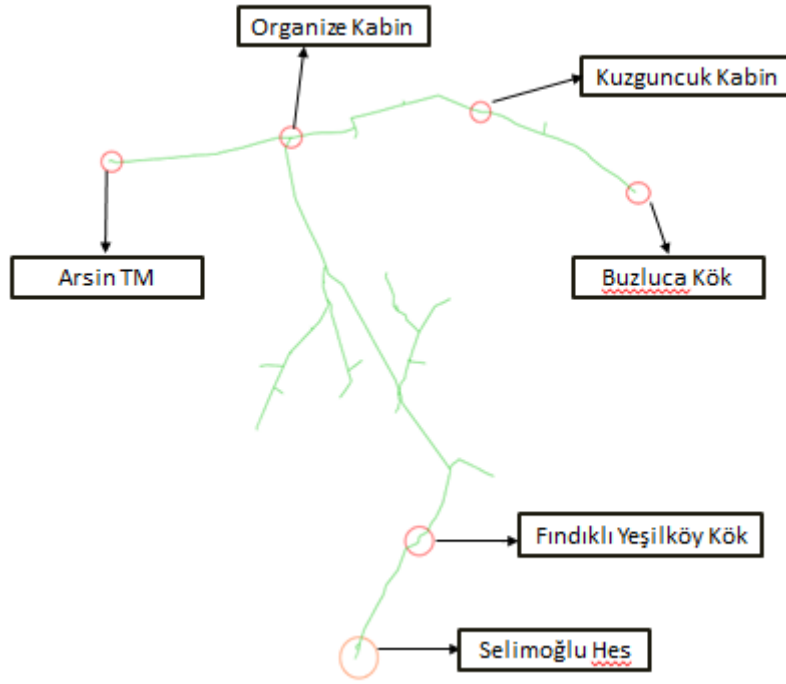 Organize Kabin
Kuzguncuk Kabin
Arsin TM
Buzluca Kök
Fındıklı Yeşilköy Kök
Selimoğlu Hes